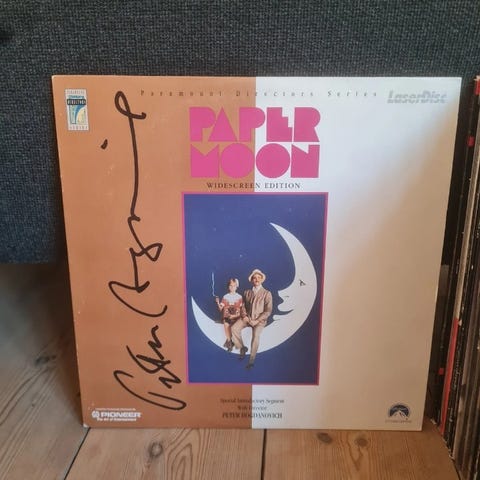 Paramount Directors Series
LaserDisc
PAPER
MOON
WIDESCREEN EDITION
Special Introductory Segment
With Director
PETER BOGDANOVICH
PIONEER
The Art of Entertainment